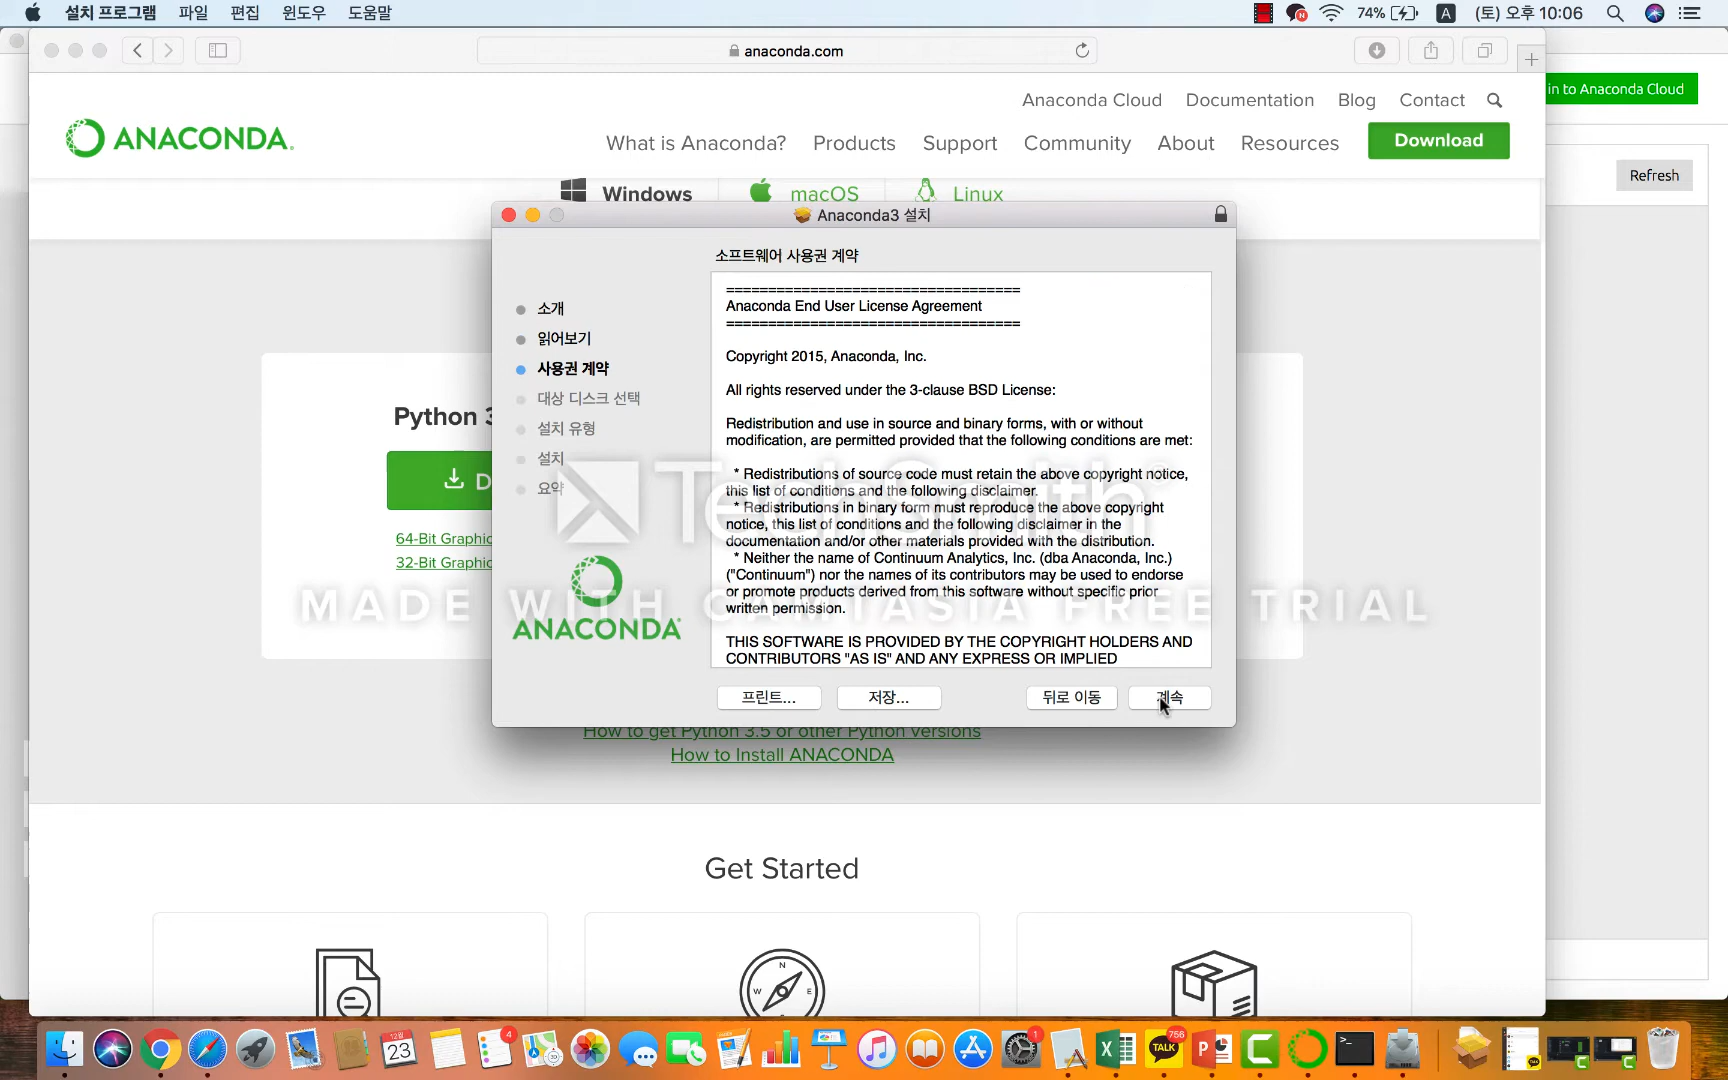 설치 프로그램 파일 편집 윈도우 도움말
74% A (토) 오후 10:06
anaconda.com
in to Anaconda Cloud
Anaconda Cloud Documentation Blog Contact
ANACONDA.
What is Anaconda? Products Support Community About Resources Download
Refresh
Windows macOS Linux
Anaconda3 설치
소프트웨어 사용권 계약
소개
읽어보기
사용권 계약
대상 디스크 선택
설치 유형
설치
요약
ANACONDA
===================================
Anaconda End User License Agreement
===================================
Copyright 2015, Anaconda, Inc.
All rights reserved under the 3-clause BSD License:
Redistribution and use in source and binary forms, with or without
modification, are permitted provided that the following conditions are met:
* Redistributions of source code must retain the above copyright notice,
this list of conditions and the following disclaimer.
* Redistributions in binary form must reproduce the above copyright
notice, this list of conditions and the following disclaimer in the
documentation and/or other materials provided with the distribution.
* Neither the name of Continuum Analytics, Inc. (dba Anaconda, Inc.)
("Continuum") nor the names of its contributors may be used to endorse
or promote products derived from this software without specific prior
written permission.
THIS SOFTWARE IS PROVIDED BY THE COPYRIGHT HOLDERS AND
CONTRIBUTORS "AS IS" AND ANY EXPRESS OR IMPLIED
프린트... 저장... 뒤로 이동 계속
Python 3
D
64-Bit Graphic
32-Bit Graphic
TechSmith
MADE WITH CAMTASIA FREE TRIAL
How to get Python 3.5 or other Python versions
How to Install ANACONDA
Get Started
N
W E
12월
23
4
1
756
TALK